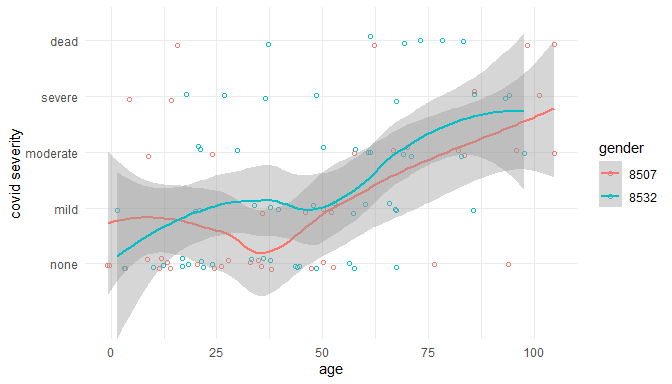 dead
severe
moderate
mild
none
covid severity
0
25
50
75
100
age
gender
8507
8532